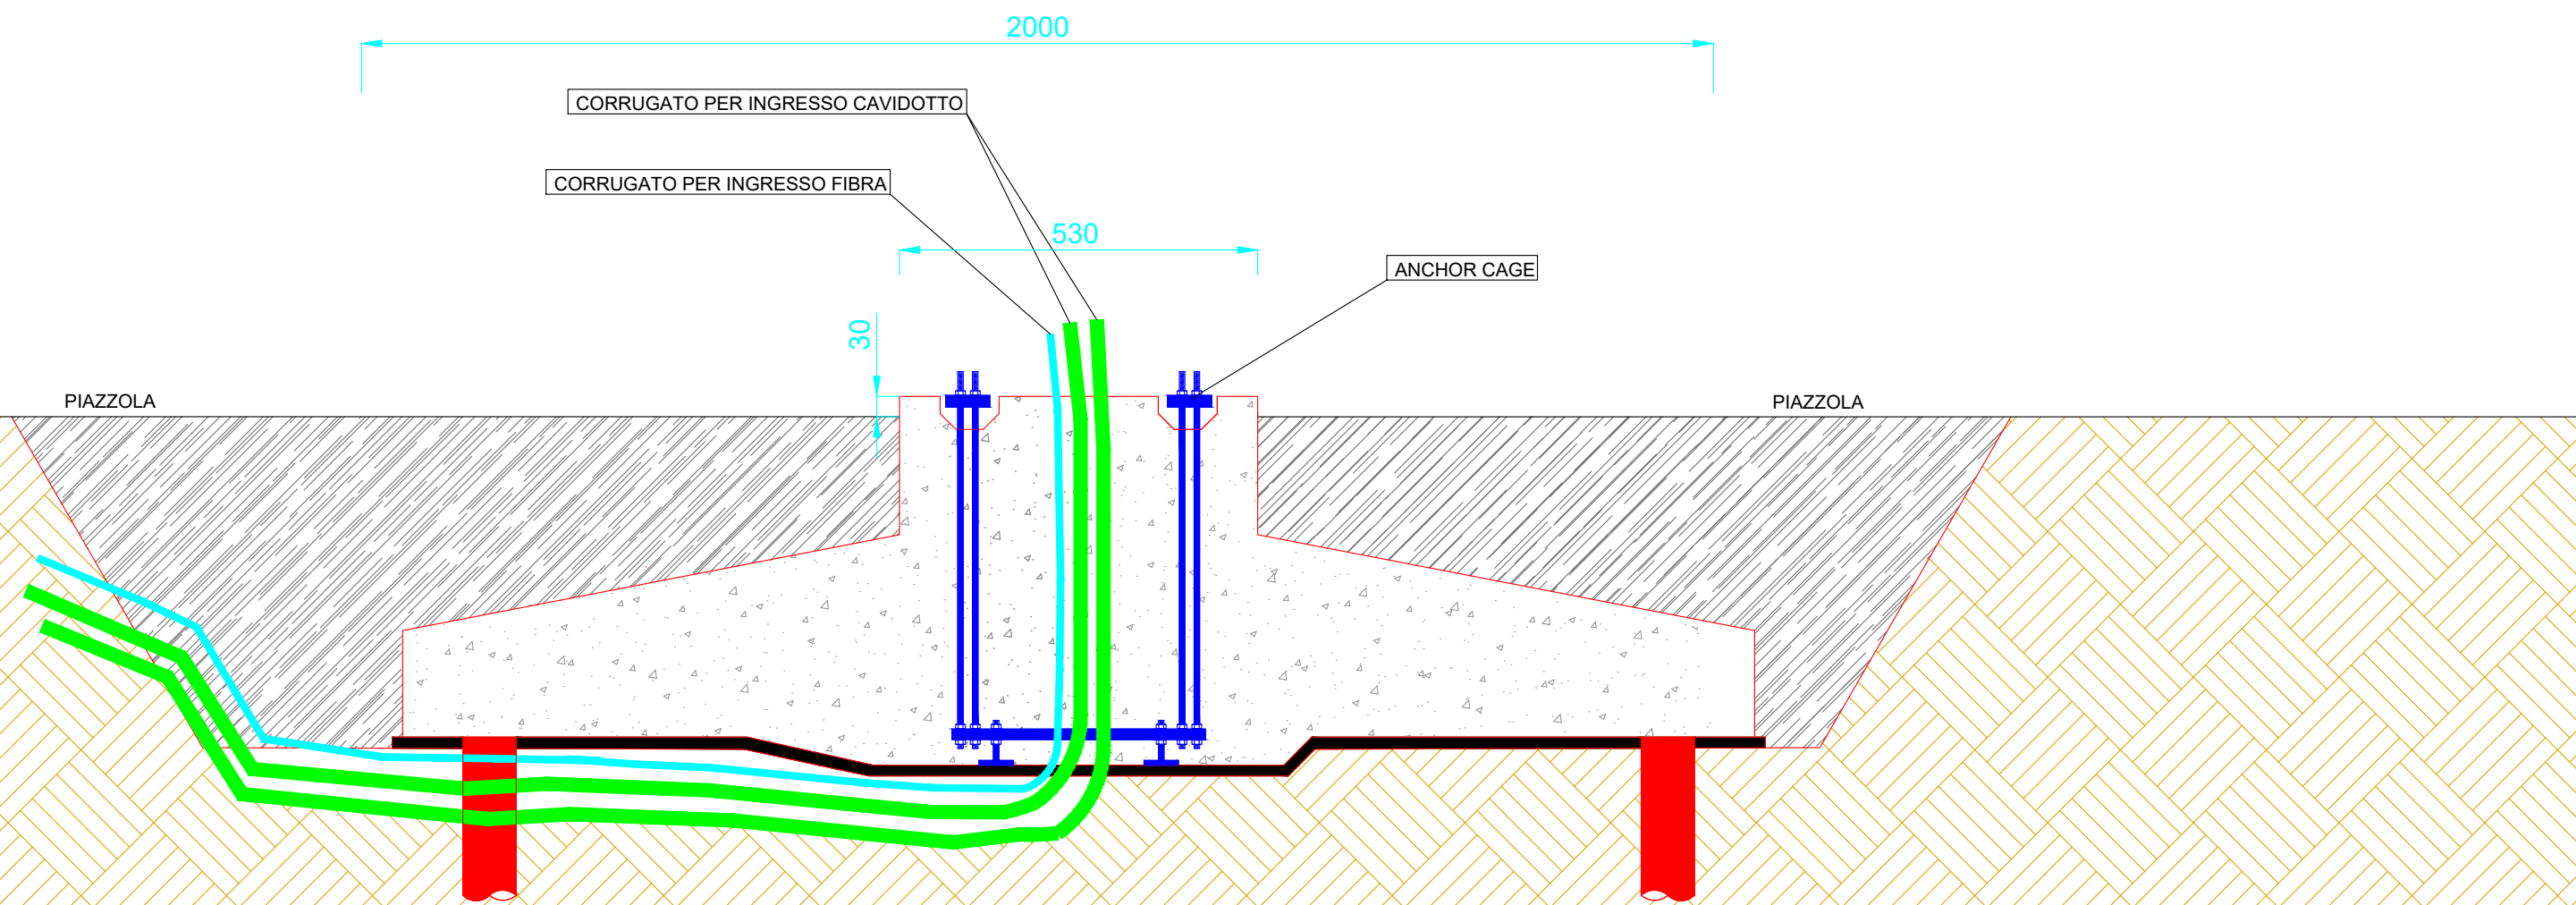 2000
CORRUGATO PER INGRESSO CAVIDOTTO
CORRUGATO PER INGRESSO FIBRA
530
ANCHOR CAGE
30
PIAZZOLA
PIAZZOLA